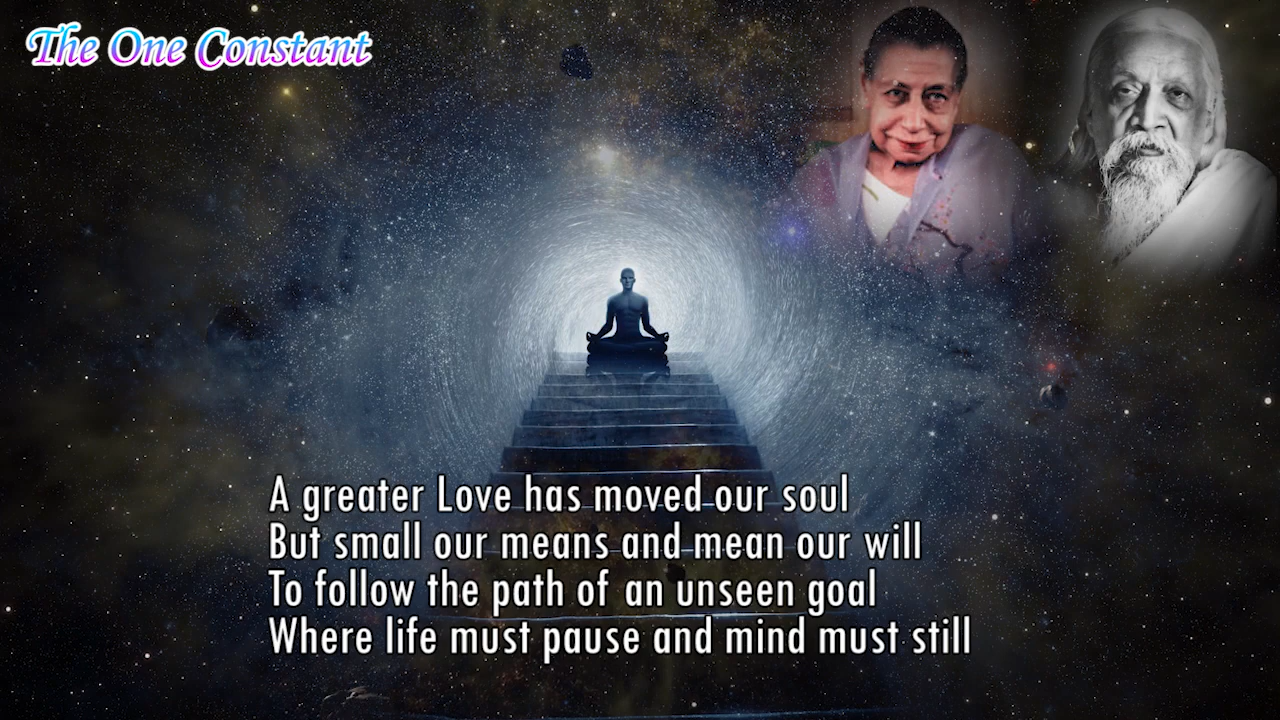 The One Constant
A greater Love has moved our soul
But small our means and mean our will
To follow the path of an unseen goal
Where life must pause and mind must still